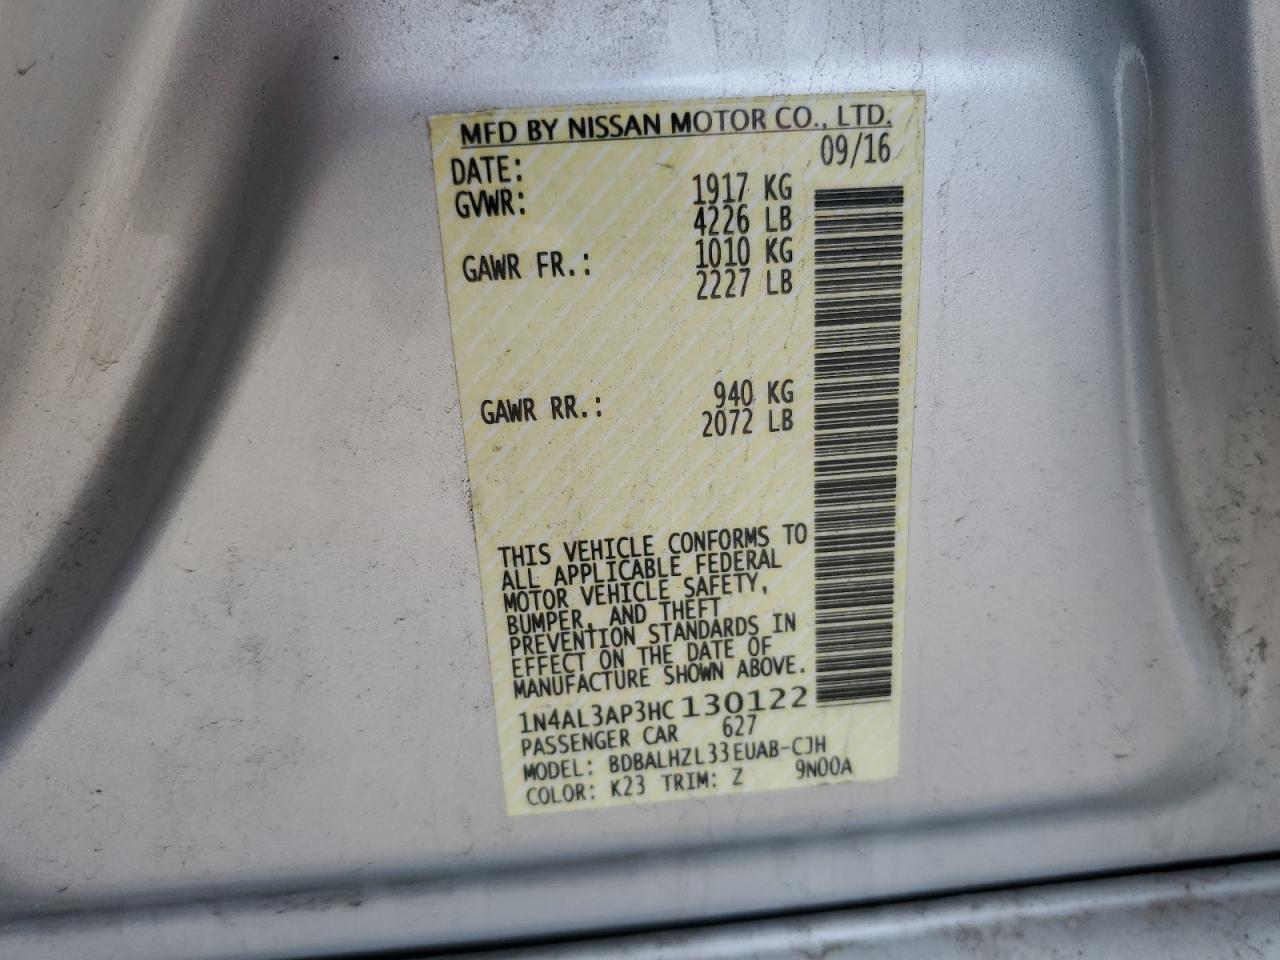 MFD BY NISSAN MOTOR CO., LTD.
DATE: 09/16
GVWR: 1917 KG
4226 LB
GAWR FR.: 1010 KG
2227 LB
GAWR RR.: 940 KG
2072 LB
THIS VEHICLE CONFORMS TO
ALL APPLICABLE FEDERAL
MOTOR VEHICLE SAFETY,
BUMPER, AND THEFT
PREVENTION STANDARDS IN
EFFECT ON THE DATE OF
MANUFACTURE SHOWN ABOVE.
1N4AL3AP3HC130122
PASSENGER CAR 627
MODEL: BDBALHZL33EUAB-CJH
COLOR: K23 TRIM: Z 9N00A